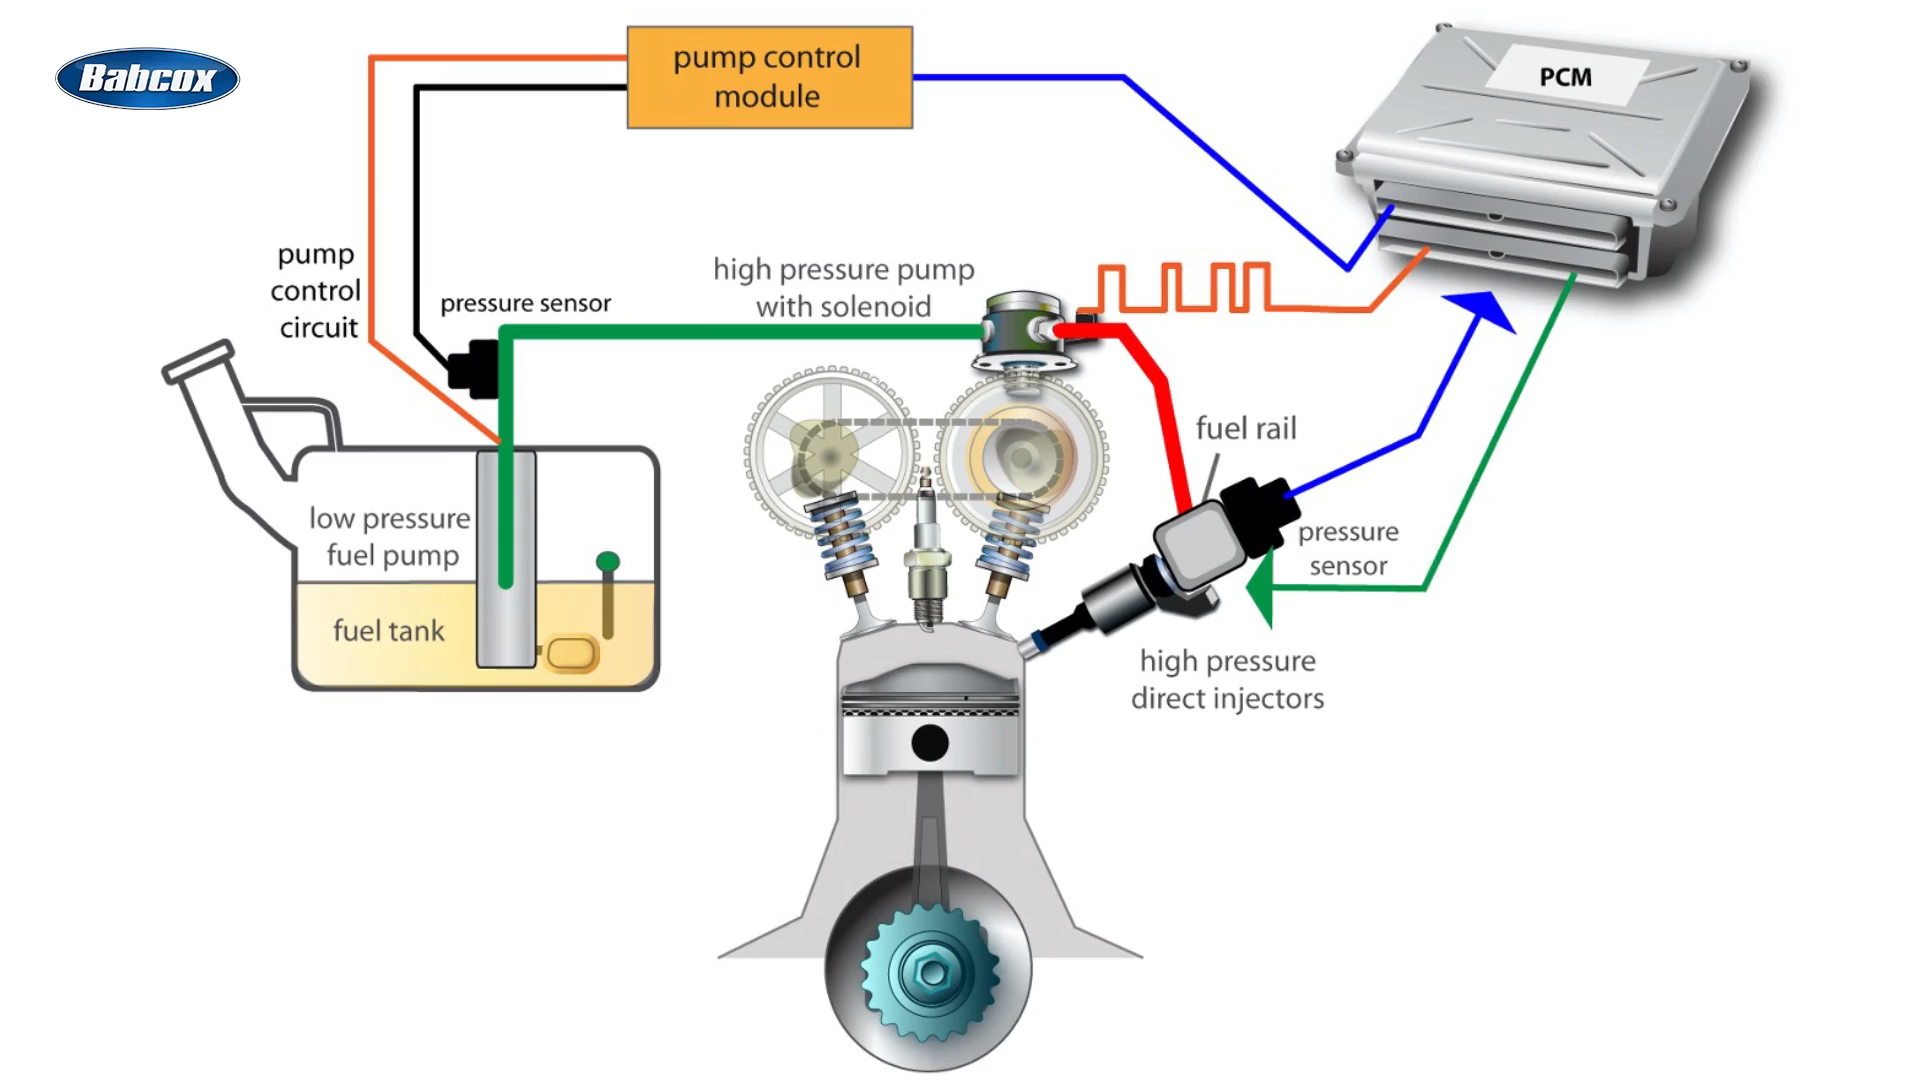 Babcox
pump control
module
PCM
pump
control
circuit
pressure sensor
high pressure pump
with solenoid
fuel rail
low pressure
fuel pump
pressure
sensor
fuel tank
high pressure
direct injectors